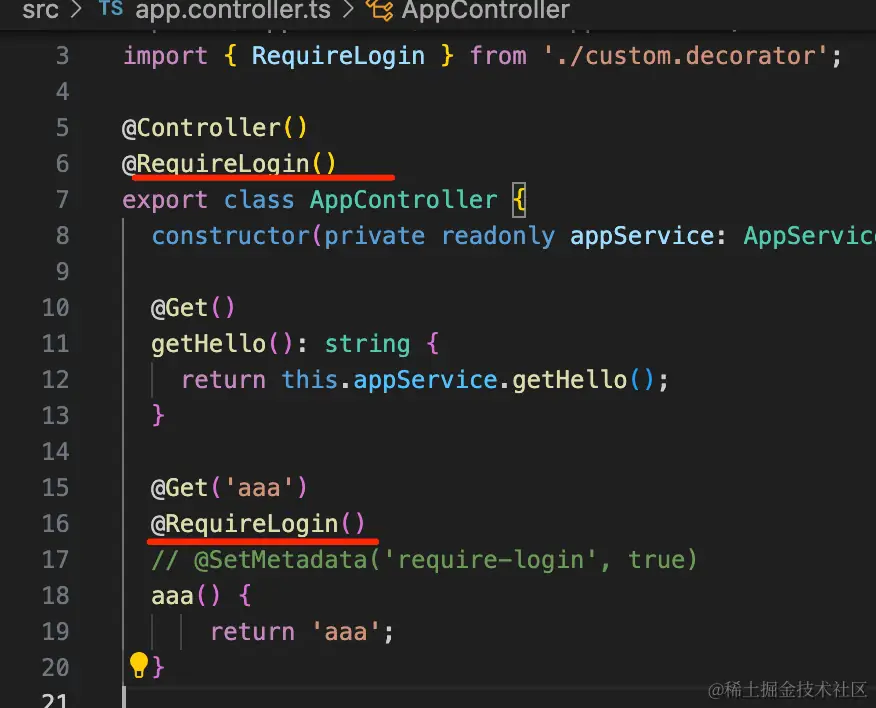 src > TS app.controller.ts > AppController
3 import { RequireLogin } from './custom.decorator';
4
5 @Controller()
6 @RequireLogin()
7 export class AppController {
8 constructor(private readonly appService: AppService
9
10 @Get()
11 getHello(): string {
12 return this.appService.getHello();
13 }
14
15 @Get('aaa')
16 @RequireLogin()
17 // @SetMetadata('require-login', true)
18 aaa() {
19 return 'aaa';
20 }
21
@稀土掘金技术社区